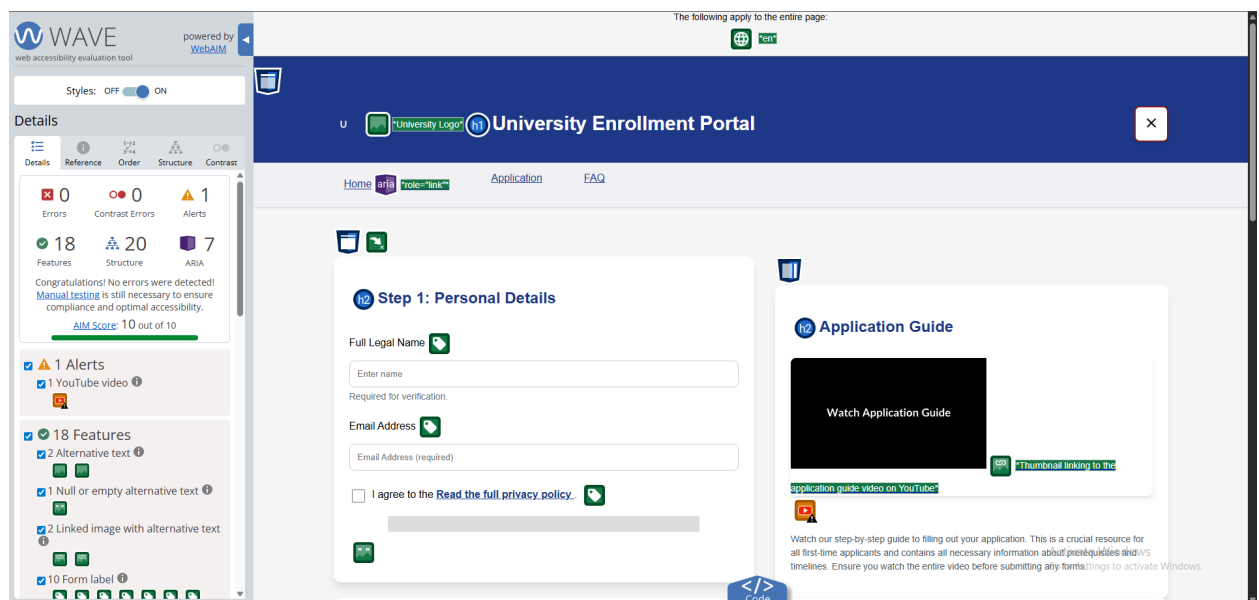 WAVE
web accessibility evaluation tool
powered by
WebAIM
Styles: OFF ON
Details
Details Reference Order Structure Contrast
0 Errors
0 Contrast Errors
1 Alerts
18 Features
20 Structure
7 ARIA
Congratulations! No errors were detected!
Manual testing is still necessary to ensure
compliance and optimal accessibility.
AIM Score: 10 out of 10
1 Alerts
1 YouTube video
18 Features
2 Alternative text
1 Null or empty alternative text
2 Linked image with alternative text
10 Form label
The following apply to the entire page:
*en*
U *University Logo* h1 University Enrollment Portal
Home aria *role="link"* Application FAQ
h2 Step 1: Personal Details
Full Legal Name
Enter name
Required for verification.
Email Address
Email Address (required)
I agree to the Read the full privacy policy .
h2 Application Guide
Watch Application Guide
*Thumbnail linking to the
application guide video on YouTube*
Watch our step-by-step guide to filling out your application. This is a crucial resource for
all first-time applicants and contains all necessary information about prerequisites and
timelines. Ensure you watch the entire video before submitting any forms.
Activate Windows
Go to Settings to activate Windows.
</> Code